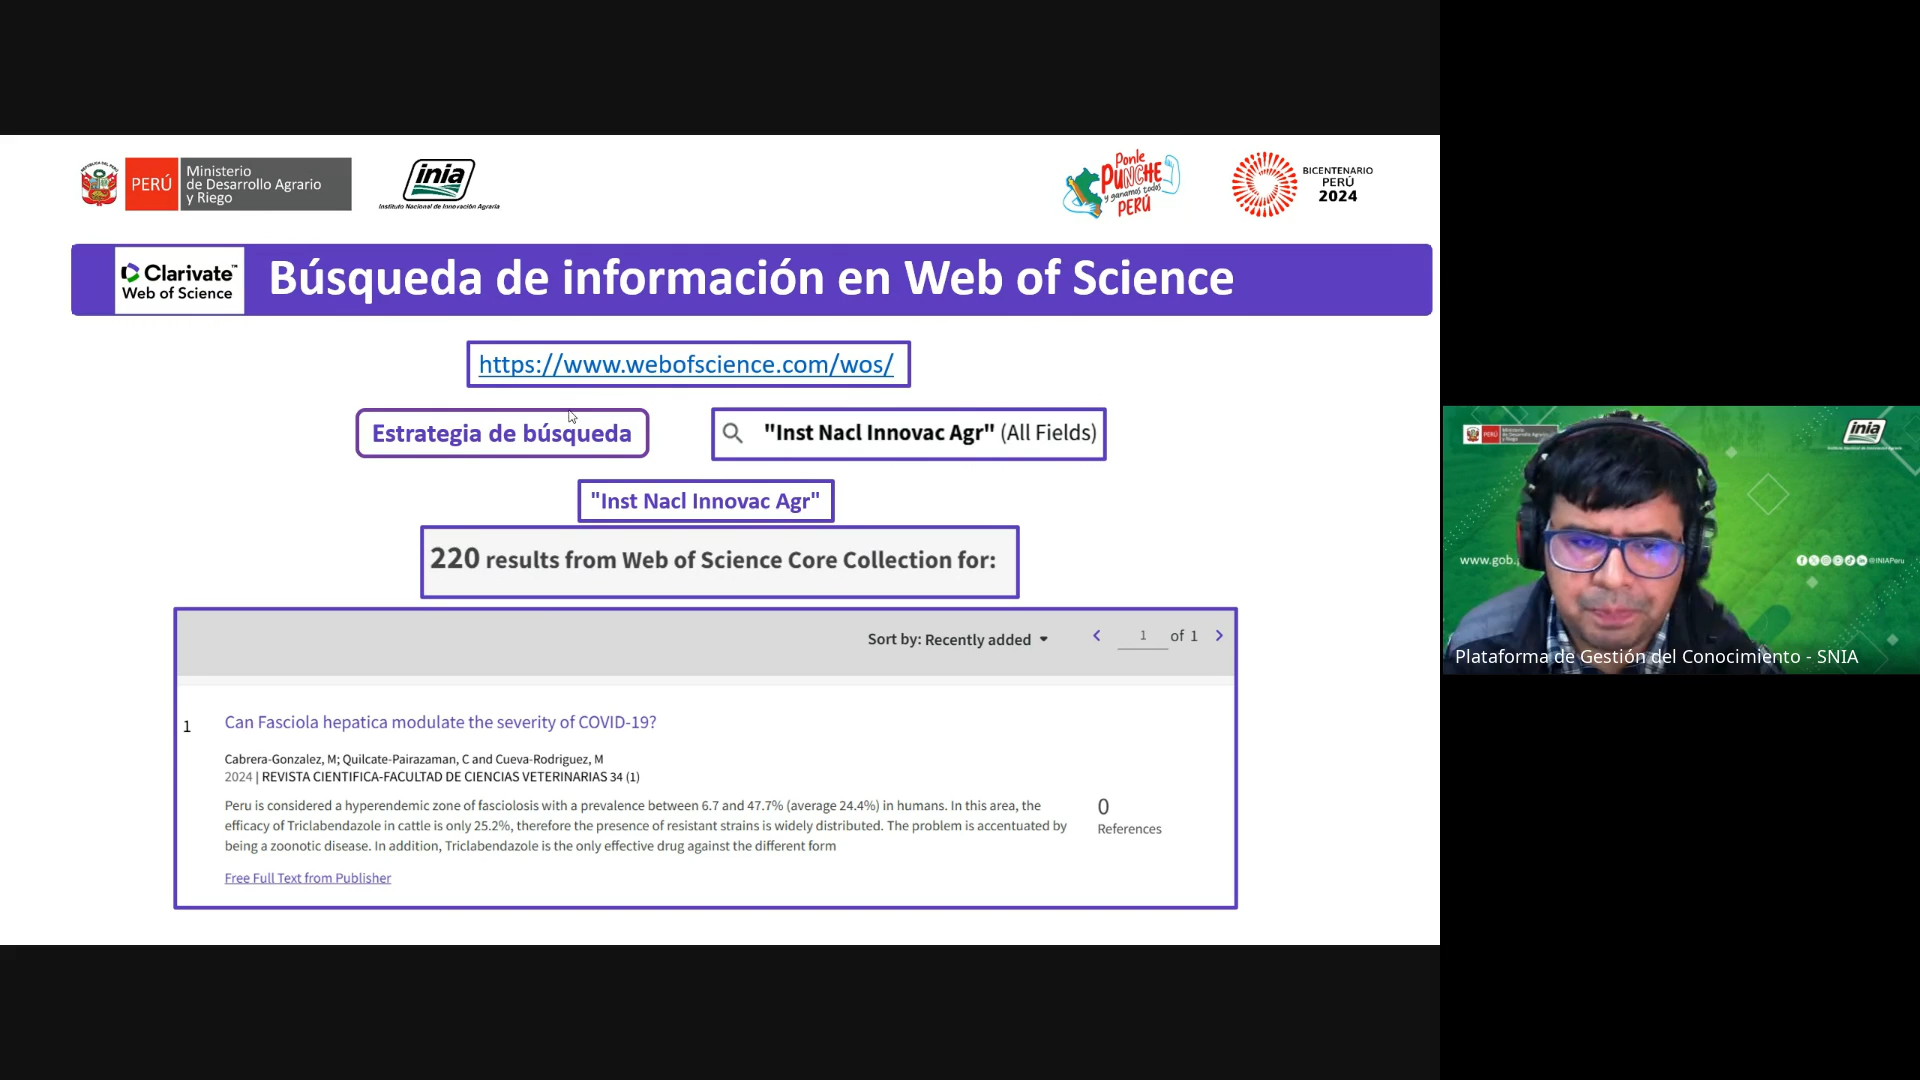 PERÚ
Ministerio
de Desarrollo Agrario
y Riego
inia
Instituto Nacional de Innovación Agraria
Ponle
PUNCHE
y ganamos todos
PERÚ
BICENTENARIO
PERÚ
2024
Clarivate™
Web of Science
Búsqueda de información en Web of Science
https://www.webofscience.com/wos/
Estrategia de búsqueda
"Inst Nacl Innovac Agr" (All Fields)
"Inst Nacl Innovac Agr"
220 results from Web of Science Core Collection for:
Sort by: Recently added
1 of 1
1
Can Fasciola hepatica modulate the severity of COVID-19?
Cabrera-Gonzalez, M; Quilcate-Pairazaman, C and Cueva-Rodriguez, M
2024 | REVISTA CIENTIFICA-FACULTAD DE CIENCIAS VETERINARIAS 34 (1)
Peru is considered a hyperendemic zone of fasciolosis with a prevalence between 6.7 and 47.7% (average 24.4%) in humans. In this area, the
efficacy of Triclabendazole in cattle is only 25.2%, therefore the presence of resistant strains is widely distributed. The problem is accentuated by
being a zoonotic disease. In addition, Triclabendazole is the only effective drug against the different form
0
References
Free Full Text from Publisher
PERÚ
inia
www.gob.
@INIAPeru
Plataforma de Gestión del Conocimiento - SNIA